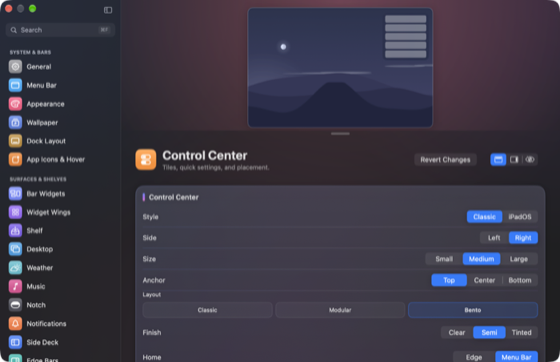 Search
SYSTEM & BARS
General
Menu Bar
Appearance
Wallpaper
Dock Layout
App Icons & Hover
SURFACES & SHELVES
Bar Widgets
Widget Wings
Shelf
Desktop
Weather
Music
Notch
Notifications
Side Deck
Edge Bars
Control Center
Tiles, quick settings, and placement.
Revert Changes
Control Center
Style Classic iPadOS
Side Left Right
Size Small Medium Large
Anchor Top Center Bottom
Layout
Classic Modular Bento
Finish Clear Semi Tinted
Home Edge Menu Bar